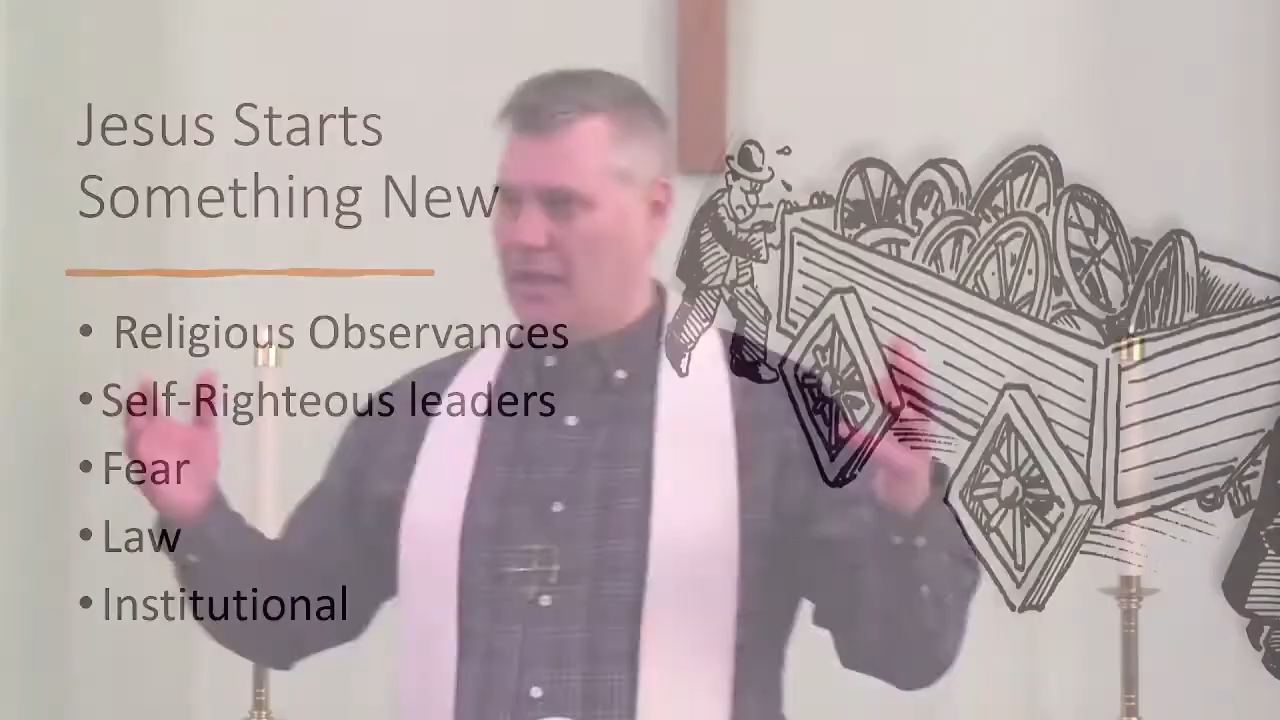 Jesus Starts
Something New
• Religious Observances
• Self-Righteous leaders
• Fear
• Law
• Institutional